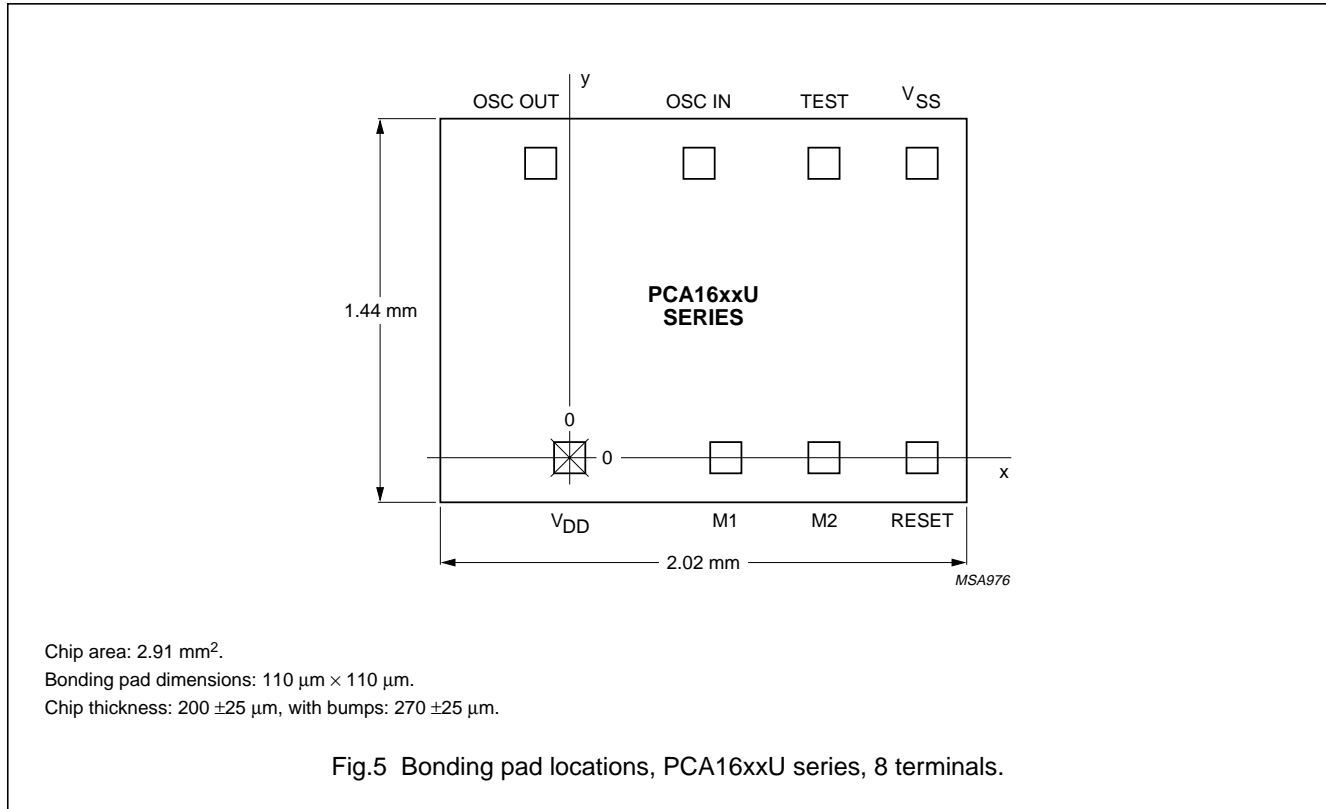 y
OSC OUT OSC IN TEST VSS
1.44 mm
PCA16xxU
SERIES
0
0
x
VDD M1 M2 RESET
2.02 mm
MSA976
Chip area: 2.91 mm².
Bonding pad dimensions: 110 µm × 110 µm.
Chip thickness: 200 ±25 µm, with bumps: 270 ±25 µm.
Fig.5 Bonding pad locations, PCA16xxU series, 8 terminals.